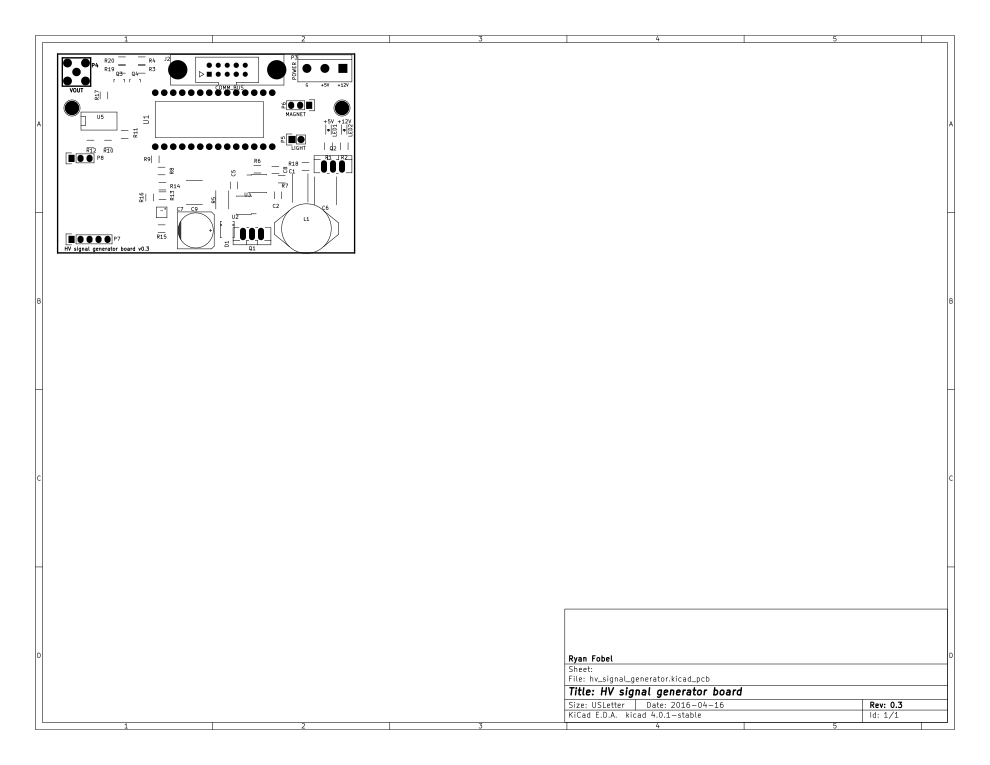 1 2 3 4 5
A A
B B
C C
D D
1 2 3 4 5
R20 R4 J2 P3
P4 R19 R3 POWER
Q3 Q4
VOUT COMM-BUS G +5V +12V
R17
P6
MAGNET
U5 U1 +5V +12V
LED1 LED2
R11 P5 Q2
R12 R10 LIGHT
P8 R9 R6 R18 R1 R2
R8 C5 C8 C1
R14 R7
R16 R13 R5 U3
C2 C6
C7 C9 U2 L1
R15 D1 Q1
P7
HV signal generator board v0.3
Ryan Fobel
Sheet:
File: hv_signal_generator.kicad_pcb
Title: HV signal generator board
Size: USLetter Date: 2016-04-16 Rev: 0.3
KiCad E.D.A. kicad 4.0.1-stable Id: 1/1